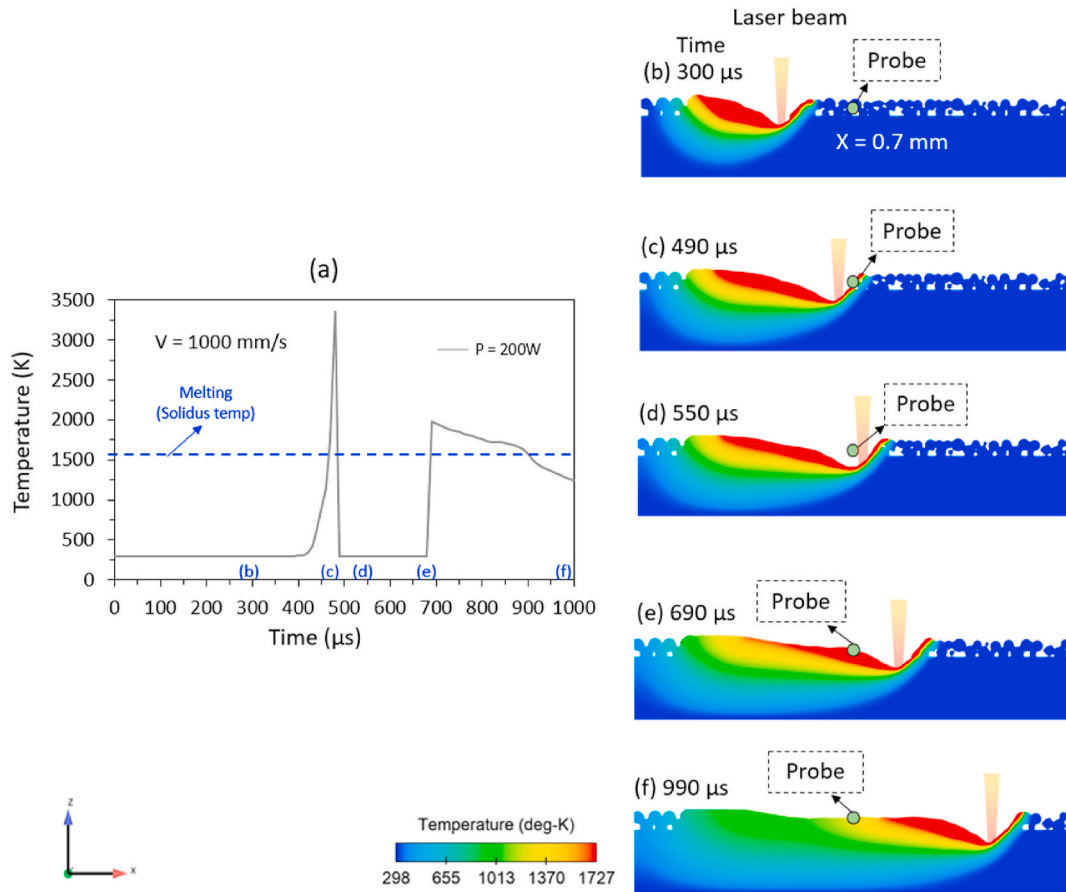 Laser beam
Time
(b) 300 µs
Probe
X = 0.7 mm
(c) 490 µs
Probe
(d) 550 µs
Probe
(e) 690 µs
Probe
(f) 990 µs
Probe
(a)
Temperature (K)
3500
3000
2500
2000
1500
1000
500
0
V = 1000 mm/s
P = 200W
Melting
(Solidus temp)
(b) (c) (d) (e) (f)
0 100 200 300 400 500 600 700 800 900 1000
Time (µs)
z
x
Temperature (deg-K)
298 655 1013 1370 1727